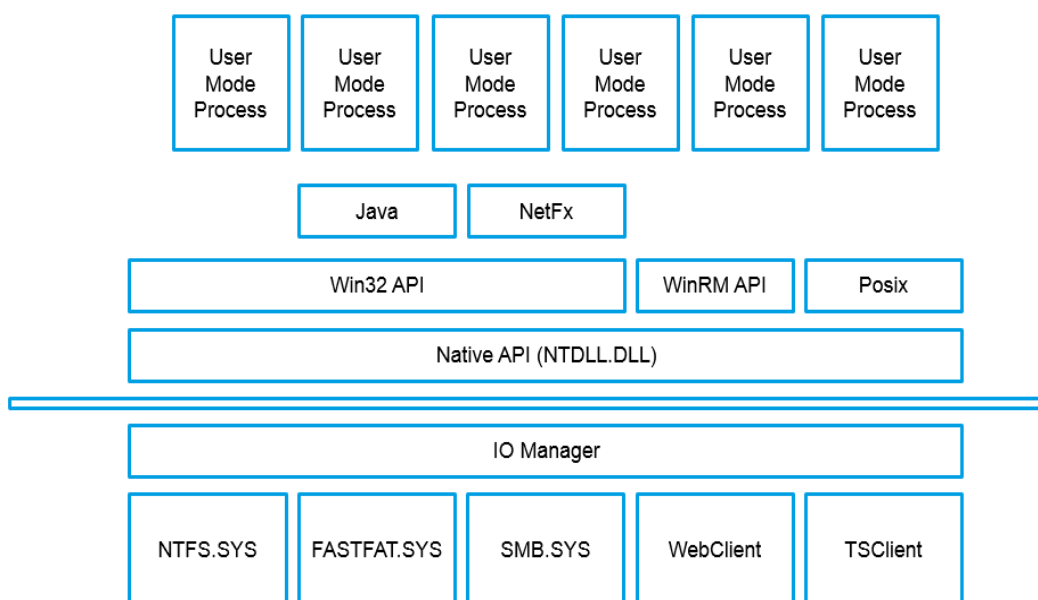 User
Mode
Process
User
Mode
Process
User
Mode
Process
User
Mode
Process
User
Mode
Process
User
Mode
Process
Java
NetFx
Win32 API
WinRM API
Posix
Native API (NTDLL.DLL)
IO Manager
NTFS.SYS
FASTFAT.SYS
SMB.SYS
WebClient
TSClient